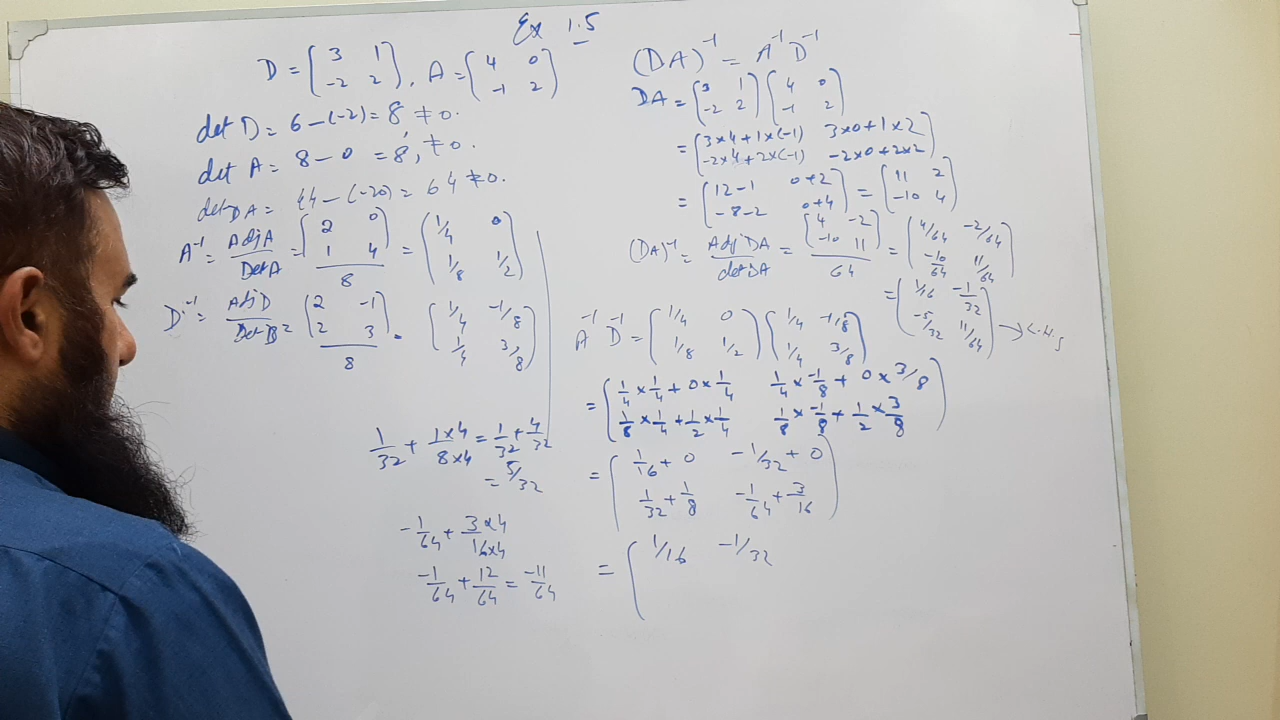 Ex 1.5
D = [3 1; -2 2], A = [4 0; -1 2]
det D = 6 - (-2) = 8 ≠ 0.
det A = 8 - 0 = 8, ≠ 0.
det DA = 44 - (-20) = 64 ≠ 0.
A⁻¹ = Adj A / Det A = [2 0; 1 4] / 8 = [1/4 0; 1/8 1/2]
D⁻¹ = Adj D / Det D = [2 -1; 2 3] / 8 = [1/4 -1/8; 1/4 3/8]
1/32 + 1×4/8×4 = 1/32 + 4/32
= 5/32
-1/64 + 3×4/16×4
-1/64 + 12/64 = -11/64
(DA)⁻¹ = A⁻¹ D⁻¹
DA = [3 1; -2 2] [4 0; -1 2]
= [3×4+1×(-1) 3×0+1×2; -2×4+2×(-1) -2×0+2×2]
= [12-1 0+2; -8-2 0+4] = [11 2; -10 4]
(DA)⁻¹ = Adj DA / det DA = [4 -2; -10 11] / 64 = [4/64 -2/64; -10/64 11/64]
= [1/16 -1/32; -5/32 11/64] → L.H.S
A⁻¹ D⁻¹ = [1/4 0; 1/8 1/2] [1/4 -1/8; 1/4 3/8]
= [1/4 × 1/4 + 0 × 1/4 1/4 × -1/8 + 0 × 3/8; 1/8 × 1/4 + 1/2 × 1/4 1/8 × -1/8 + 1/2 × 3/8]
= [1/16 + 0 -1/32 + 0; 1/32 + 1/8 -1/64 + 3/16]
= [1/16 -1/32